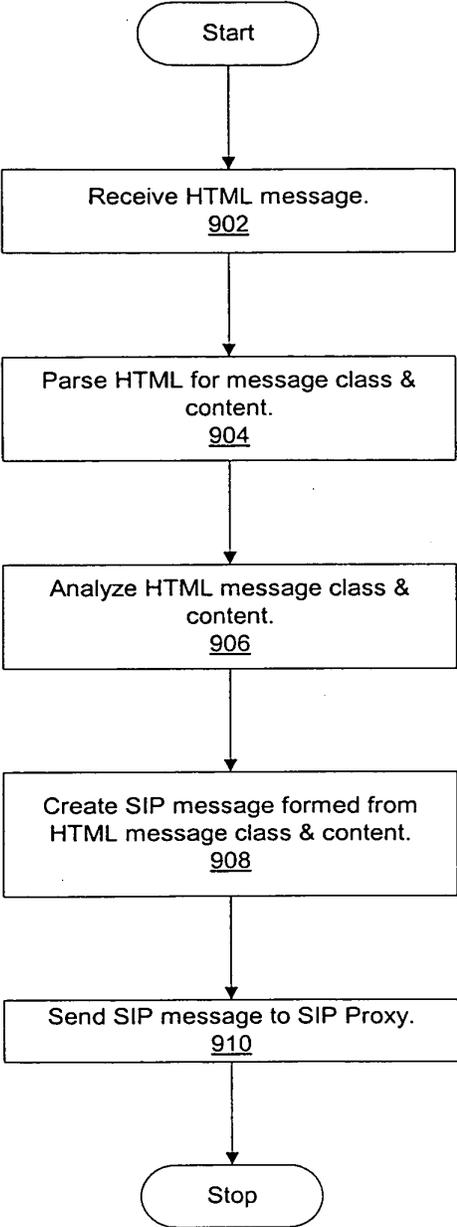 Start
Receive HTML message.
902
Parse HTML for message class &
content.
904
Analyze HTML message class &
content.
906
Create SIP message formed from
HTML message class & content.
908
Send SIP message to SIP Proxy.
910
Stop